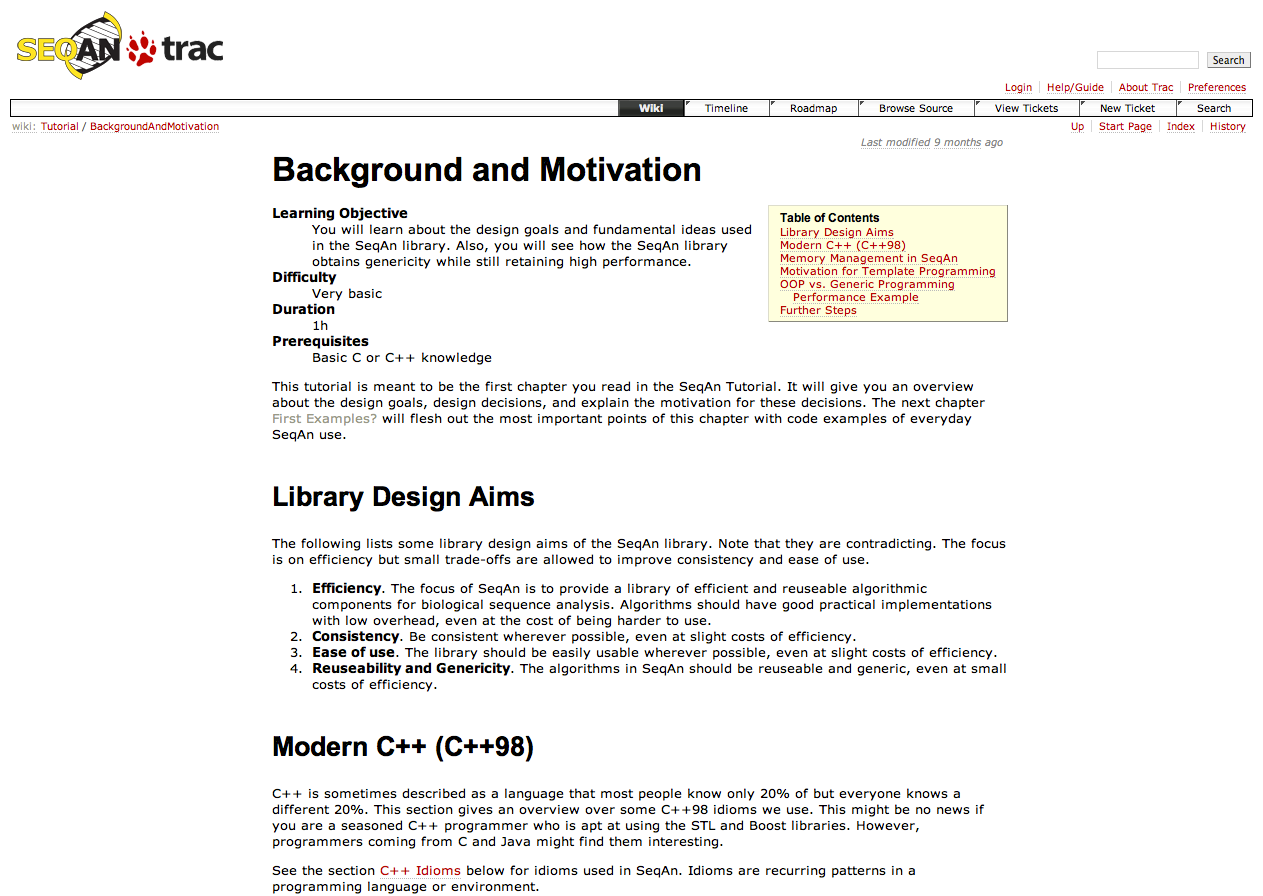 SEQAN trac
Search
Login Help/Guide About Trac Preferences
Wiki Timeline Roadmap Browse Source View Tickets New Ticket Search
wiki: Tutorial / BackgroundAndMotivation
Up Start Page Index History
Last modified 9 months ago
Background and Motivation
Learning Objective
You will learn about the design goals and fundamental ideas used
in the SeqAn library. Also, you will see how the SeqAn library
obtains genericity while still retaining high performance.
Difficulty
Very basic
Duration
1h
Prerequisites
Basic C or C++ knowledge
Table of Contents
Library Design Aims
Modern C++ (C++98)
Memory Management in SeqAn
Motivation for Template Programming
OOP vs. Generic Programming
Performance Example
Further Steps
This tutorial is meant to be the first chapter you read in the SeqAn Tutorial. It will give you an overview
about the design goals, design decisions, and explain the motivation for these decisions. The next chapter
First Examples? will flesh out the most important points of this chapter with code examples of everyday
SeqAn use.
Library Design Aims
The following lists some library design aims of the SeqAn library. Note that they are contradicting. The focus
is on efficiency but small trade-offs are allowed to improve consistency and ease of use.
1. Efficiency. The focus of SeqAn is to provide a library of efficient and reuseable algorithmic
components for biological sequence analysis. Algorithms should have good practical implementations
with low overhead, even at the cost of being harder to use.
2. Consistency. Be consistent wherever possible, even at slight costs of efficiency.
3. Ease of use. The library should be easily usable wherever possible, even at slight costs of efficiency.
4. Reuseability and Genericity. The algorithms in SeqAn should be reuseable and generic, even at small
costs of efficiency.
Modern C++ (C++98)
C++ is sometimes described as a language that most people know only 20% of but everyone knows a
different 20%. This section gives an overview over some C++98 idioms we use. This might be no news if
you are a seasoned C++ programmer who is apt at using the STL and Boost libraries. However,
programmers coming from C and Java might find them interesting.
See the section C++ Idioms below for idioms used in SeqAn. Idioms are recurring patterns in a
programming language or environment.